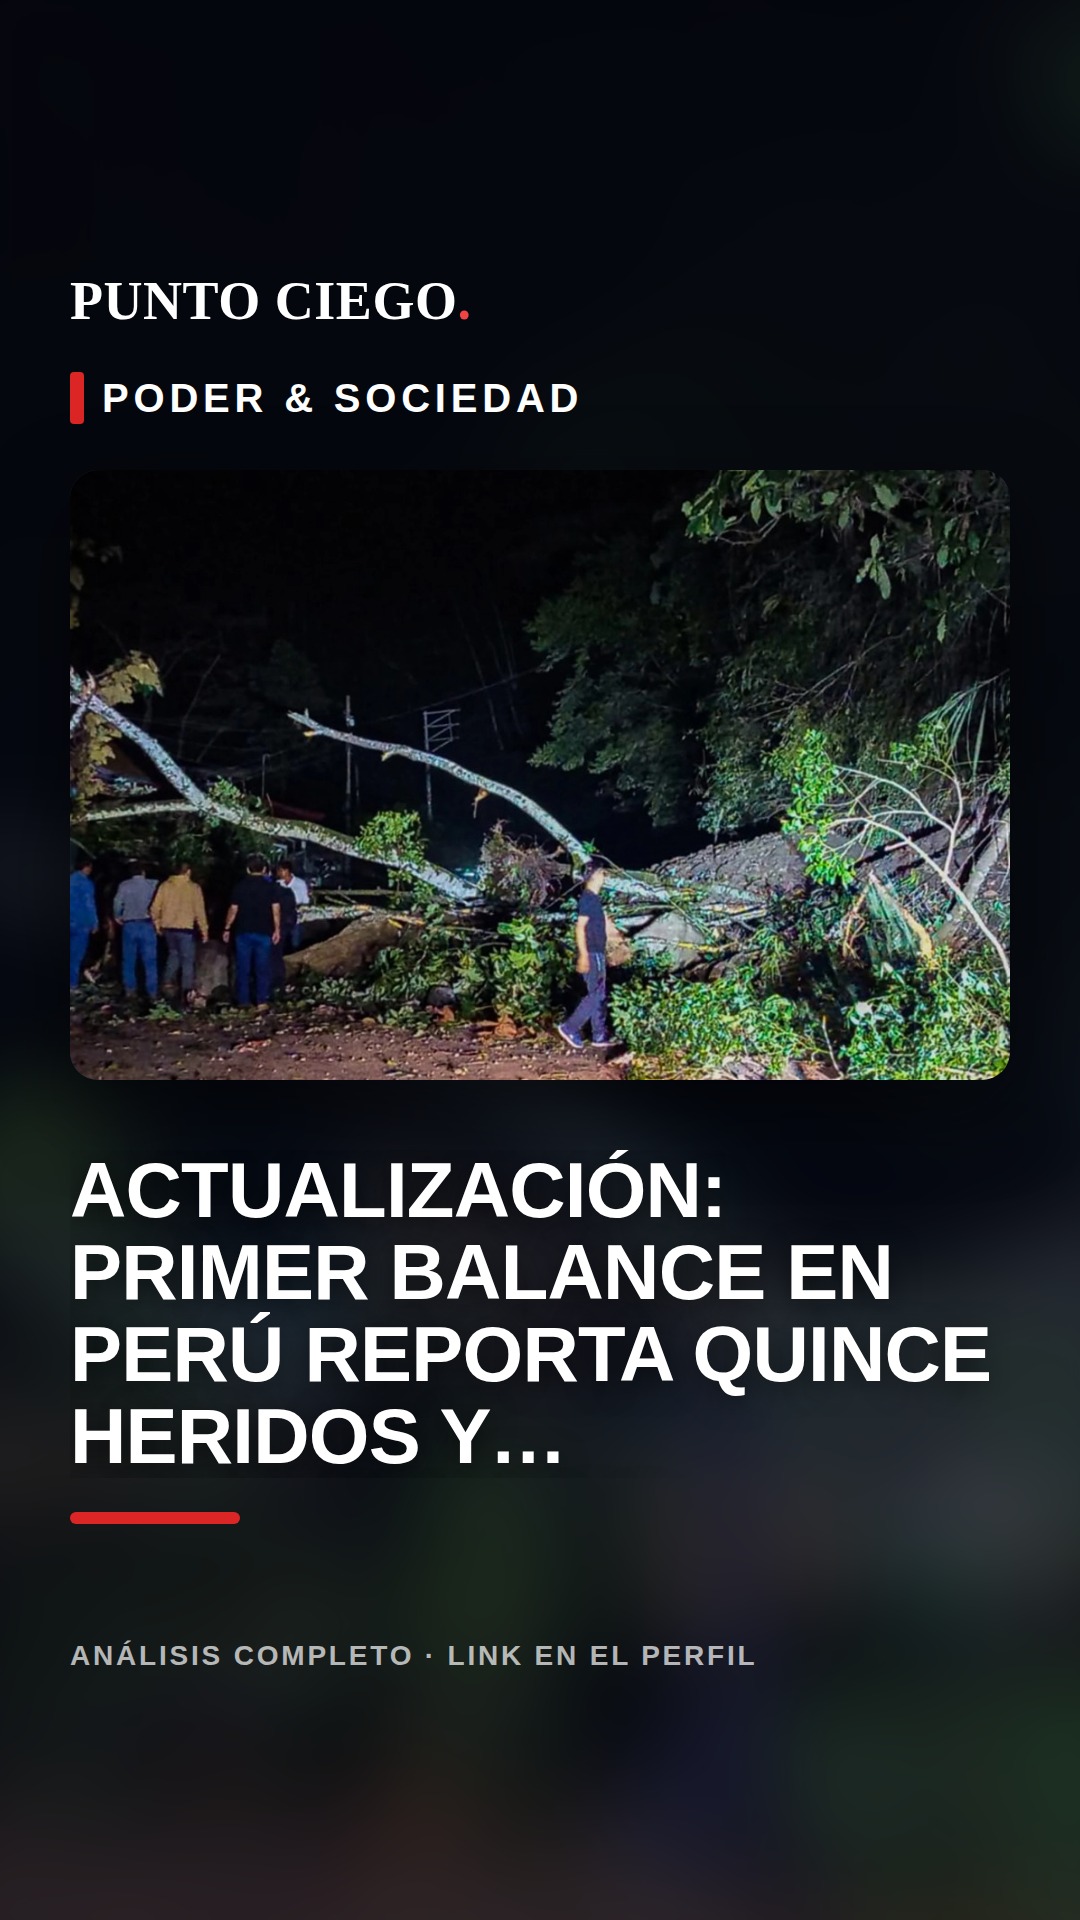 PUNTO CIEGO.
PODER & SOCIEDAD
ACTUALIZACIÓN:
PRIMER BALANCE EN
PERÚ REPORTA QUINCE
HERIDOS Y…
ANÁLISIS COMPLETO · LINK EN EL PERFIL